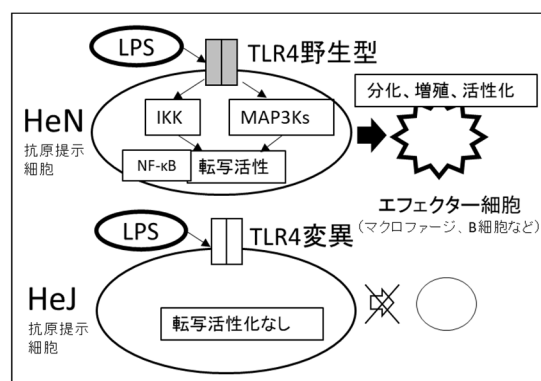 LPS
TLR4野生型
IKK
MAP3Ks
HeN
抗原提示
細胞
NF-κB
転写活性
分化、増殖、活性化
エフェクター細胞
(マクロファージ、B細胞など)
LPS
TLR4変異
HeJ
抗原提示
細胞
転写活性化なし